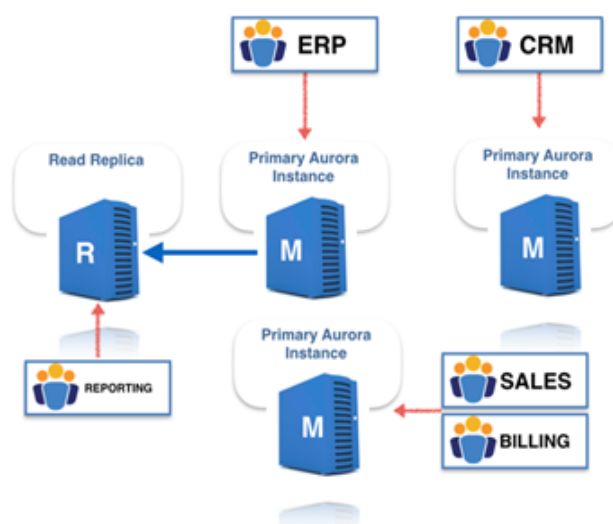 ERP
CRM
Read Replica
Primary Aurora
Instance
Primary Aurora
Instance
R
M
M
Primary Aurora
Instance
REPORTING
M
SALES
BILLING